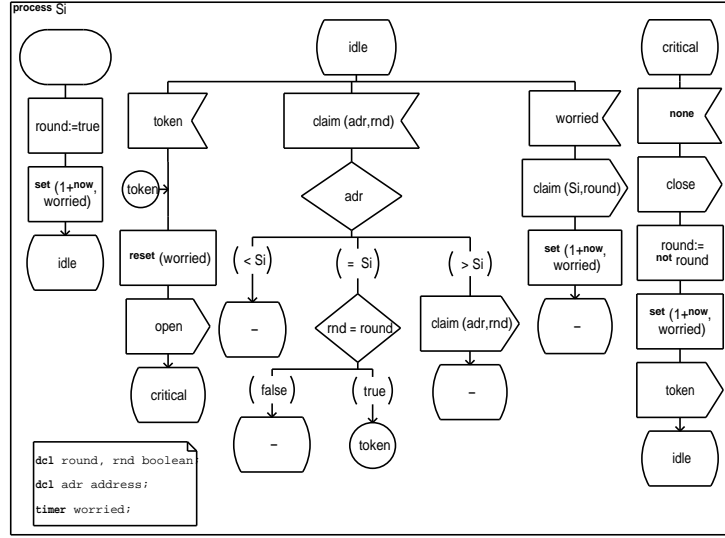 process Si
round:=true
set (1+now,
worried)
idle
idle
token
token
reset (worried)
open
critical
claim (adr,rnd)
adr
( < Si )
( = Si )
( > Si )
–
rnd = round
claim (adr,rnd)
( false )
( true )
–
token
–
worried
claim (Si,round)
set (1+now,
worried)
–
critical
none
close
round:=
not round
set (1+now,
worried)
token
idle
dcl round, rnd boolean;
dcl adr address;
timer worried;